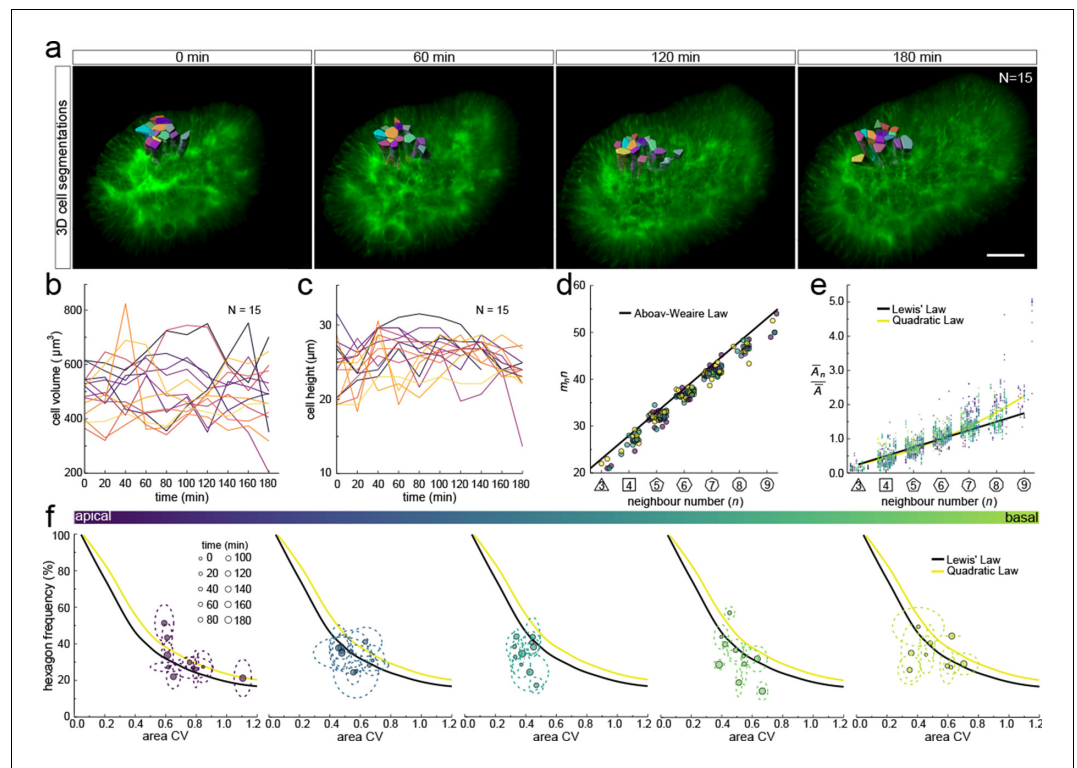 a
0 min
60 min
120 min
180 min
3D cell segmentations
N=15
b
cell volume (µm³)
800
600
400
200
N = 15
0 20 40 60 80 100 120 140 160 180
time (min)
c
cell height (µm)
30
20
10
N = 15
0 20 40 60 80 100 120 140 160 180
time (min)
d
mₙn
60
50
40
30
20
Aboav-Weaire Law
3 4 5 6 7 8 9
neighbour number (n)
e
A̅ₙ
A̅
5.0
4.0
3.0
2.0
1.0
0.0
Lewis' Law
Quadratic Law
3 4 5 6 7 8 9
neighbour number (n)
f
apical
basal
hexagon frequency (%)
100
80
60
40
20
0
time (min)
0 100
20 120
40 140
60 160
80 180
Lewis' Law
Quadratic Law
0.0 0.2 0.4 0.6 0.8 1.0 1.2
0.0 0.2 0.4 0.6 0.8 1.0 1.2
0.0 0.2 0.4 0.6 0.8 1.0 1.2
0.0 0.2 0.4 0.6 0.8 1.0 1.2
0.0 0.2 0.4 0.6 0.8 1.0 1.2
area CV
area CV
area CV
area CV
area CV